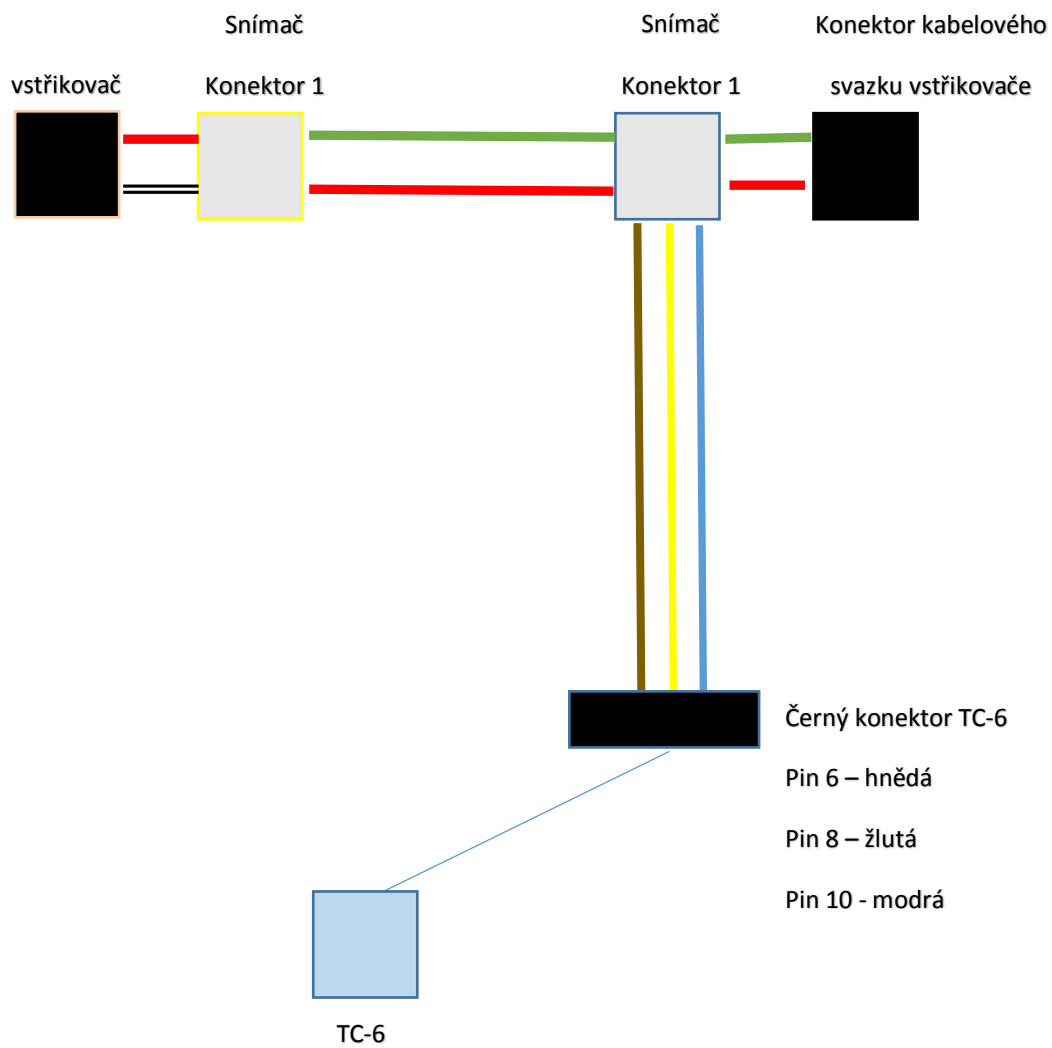 Snímač
Snímač
Konektor kabelového
vstřikovač
Konektor 1
Konektor 1
svazku vstřikovače
Černý konektor TC-6
Pin 6 – hnědá
Pin 8 – žlutá
Pin 10 - modrá
TC-6